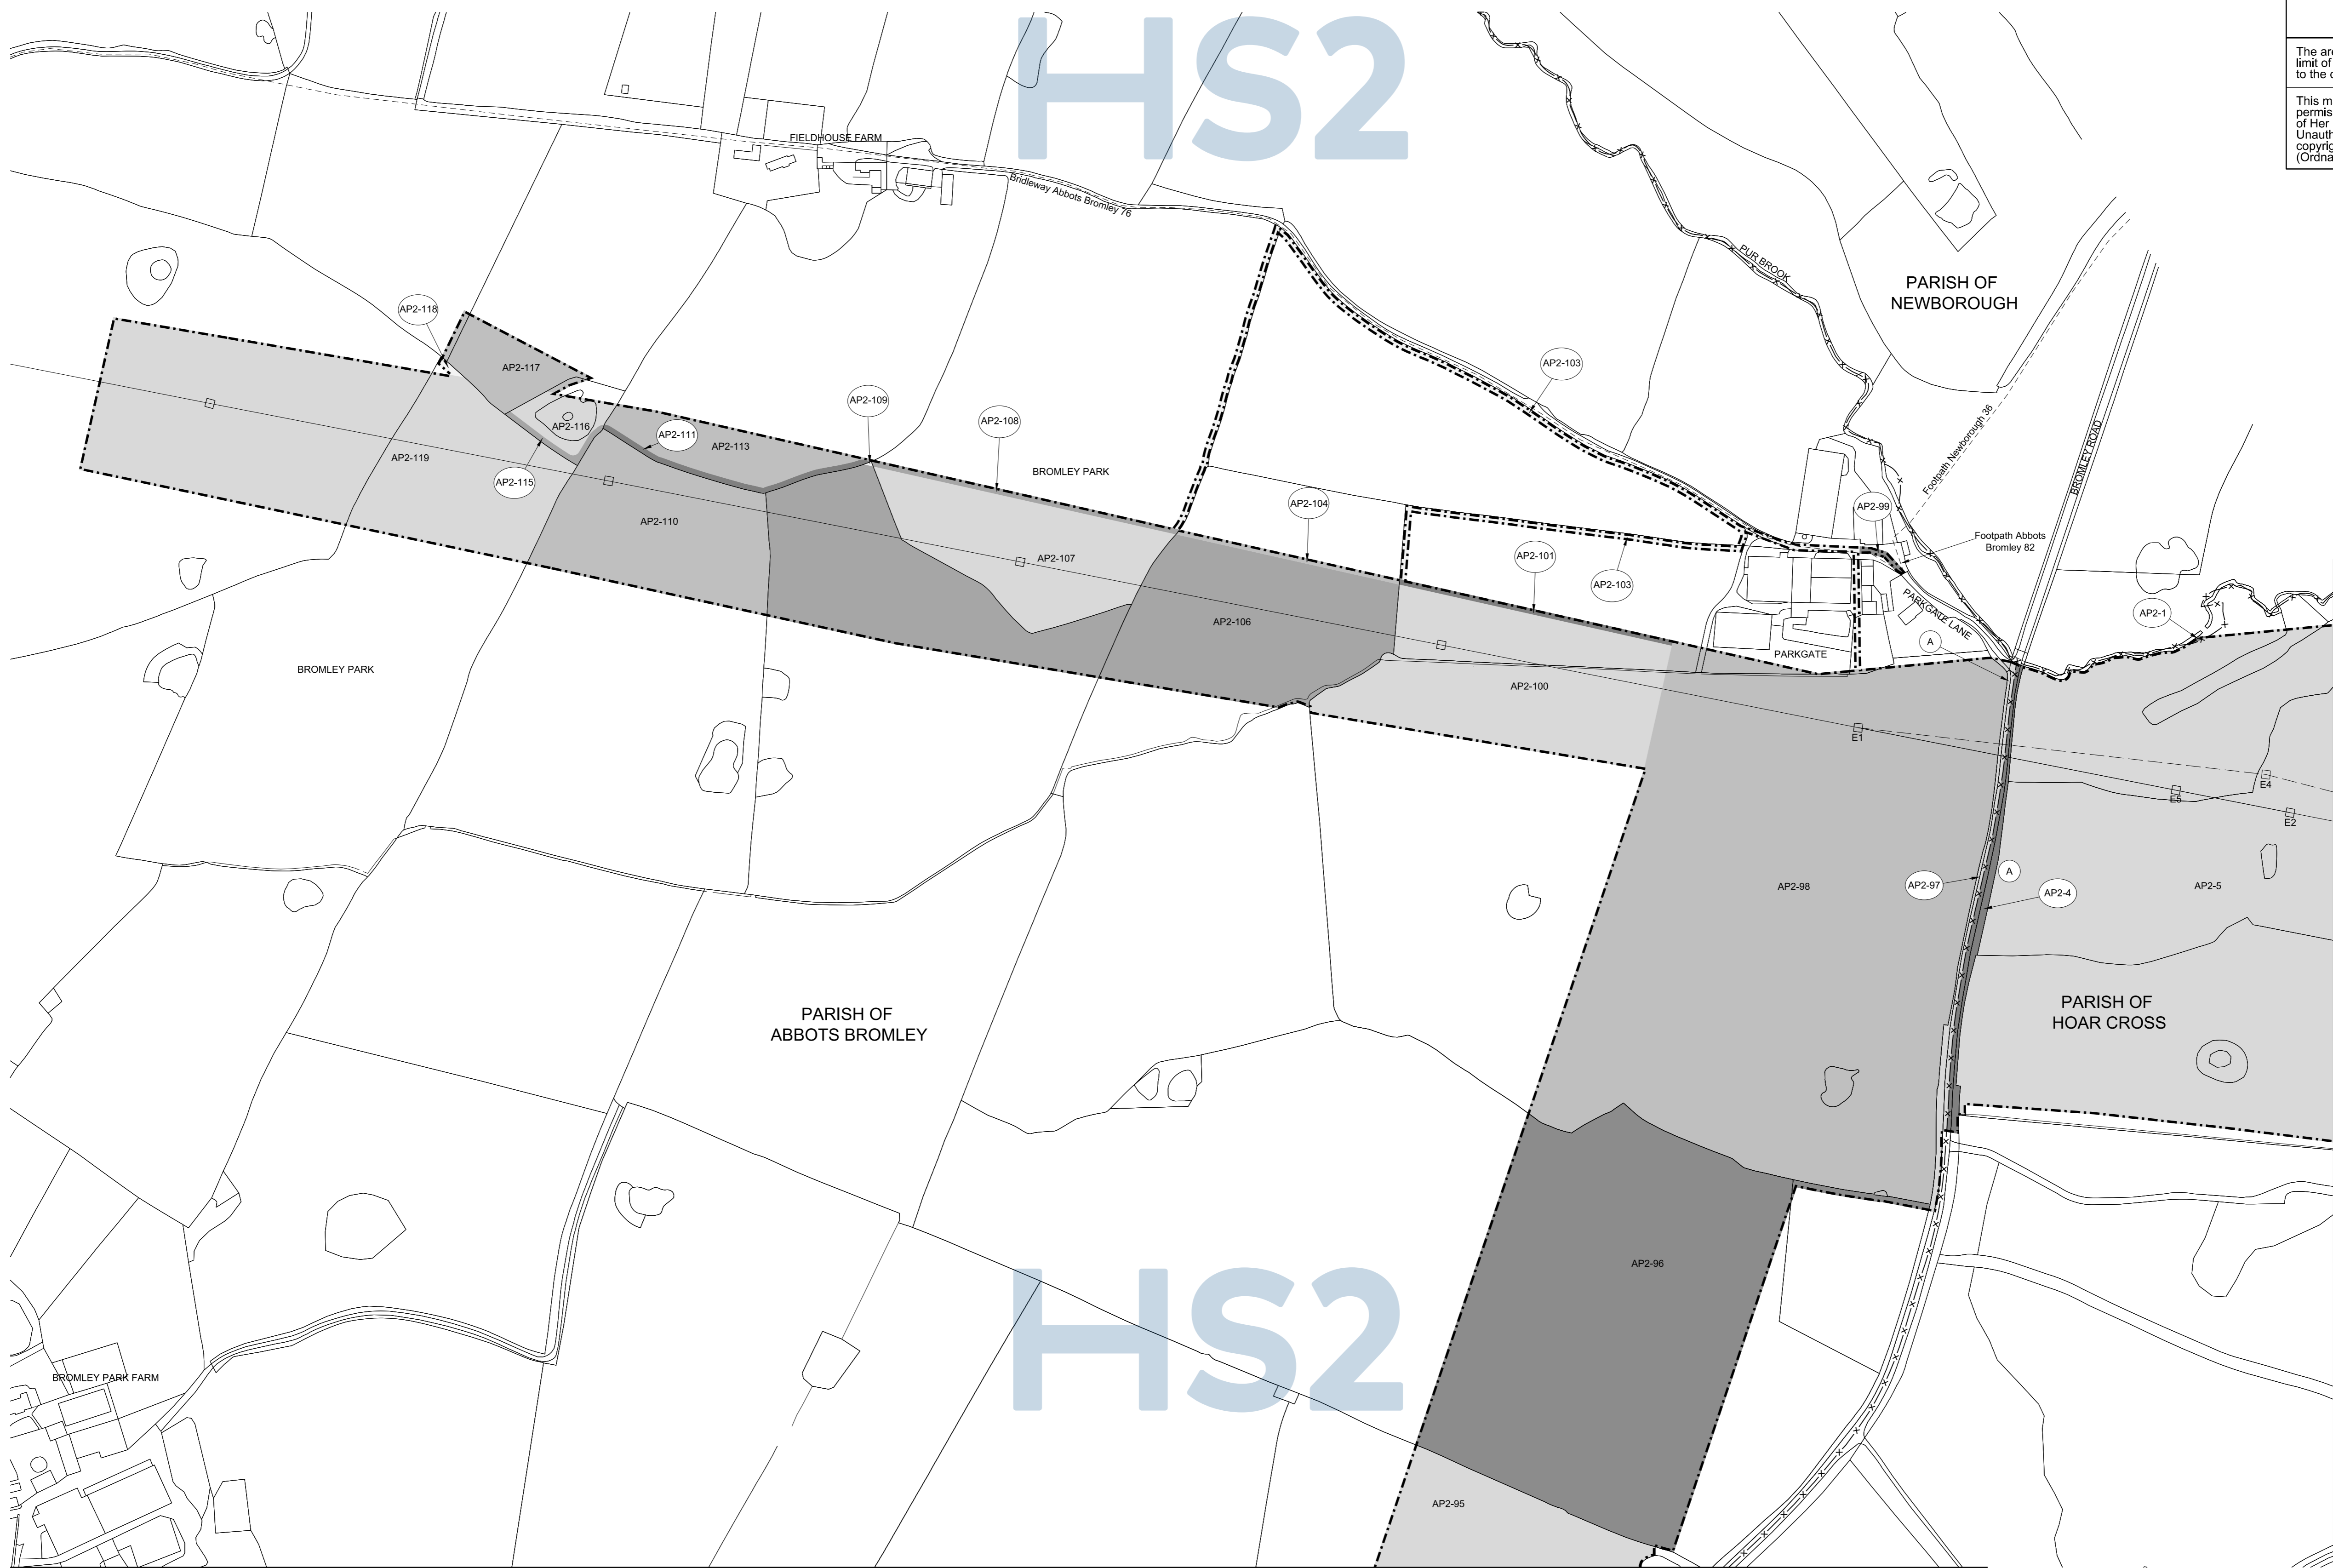 HS2
The
limit of
to the
This
of Her
FIELDHOUSE FARM
Bridleway Abbots Bromley 76
PUR BROOK
PARISH OF
NEWBOROUGH
AP2-118
AP2-117
AP2-103
AP2-109
AP2-108
AP2-116
AP2-111
AP2-113
AP2-119
AP2-115
BROMLEY PARK
Footpath Newborough 36
BROMLEY ROAD
AP2-104
AP2-99
AP2-110
AP2-107
AP2-101
AP2-103
Footpath Abbots
Bromley 82
AP2-106
PARKGATE LANE
AP2-1
A
PARKGATE
BROMLEY PARK
AP2-100
E1
E4
E5
E2
AP2-98
AP2-97
A
AP2-4
AP2-5
PARISH OF
ABBOTS BROMLEY
PARISH OF
HOAR CROSS
AP2-96
HS2
BROMLEY PARK FARM
AP2-95